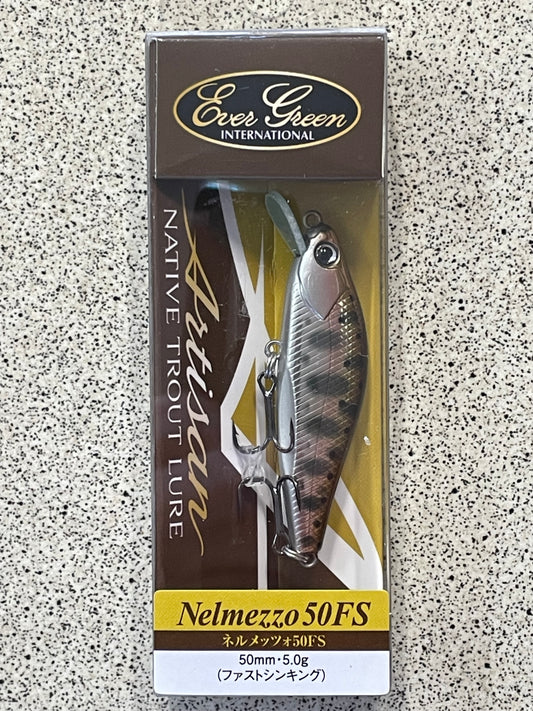 Ever Green
INTERNATIONAL
Artisan
NATIVE TROUT LURE
Nelmezzo 50FS
ネルメッツォ50FS
50mm・5.0g
(ファストシンキング)